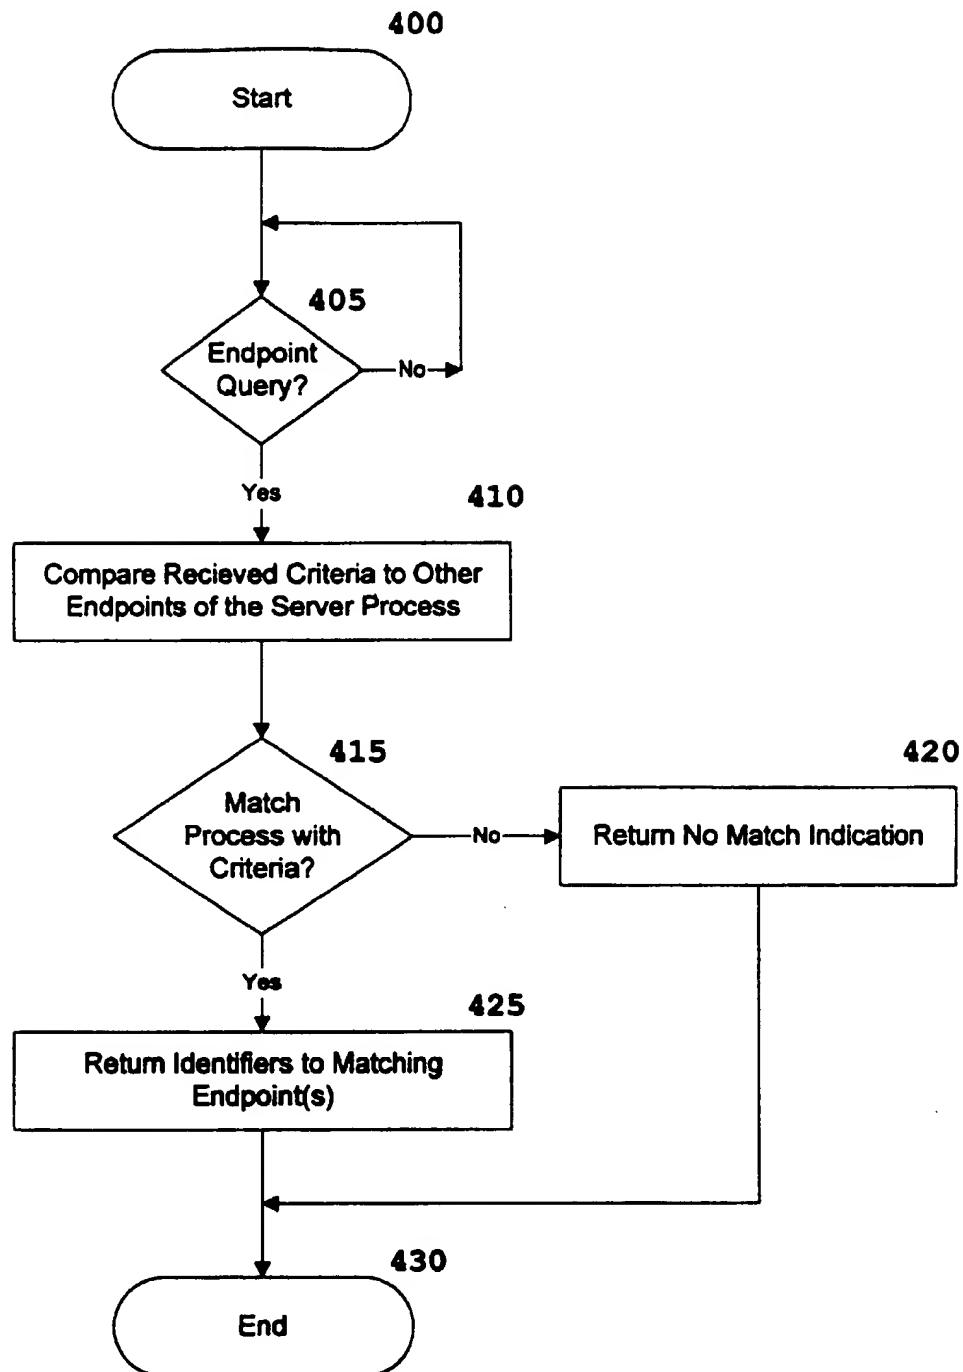 400
Start
405
Endpoint
Query?
No
Yes
410
Compare Recieved Criteria to Other
Endpoints of the Server Process
415
Match
Process with
Criteria?
No
420
Return No Match Indication
Yes
425
Return Identifiers to Matching
Endpoint(s)
430
End